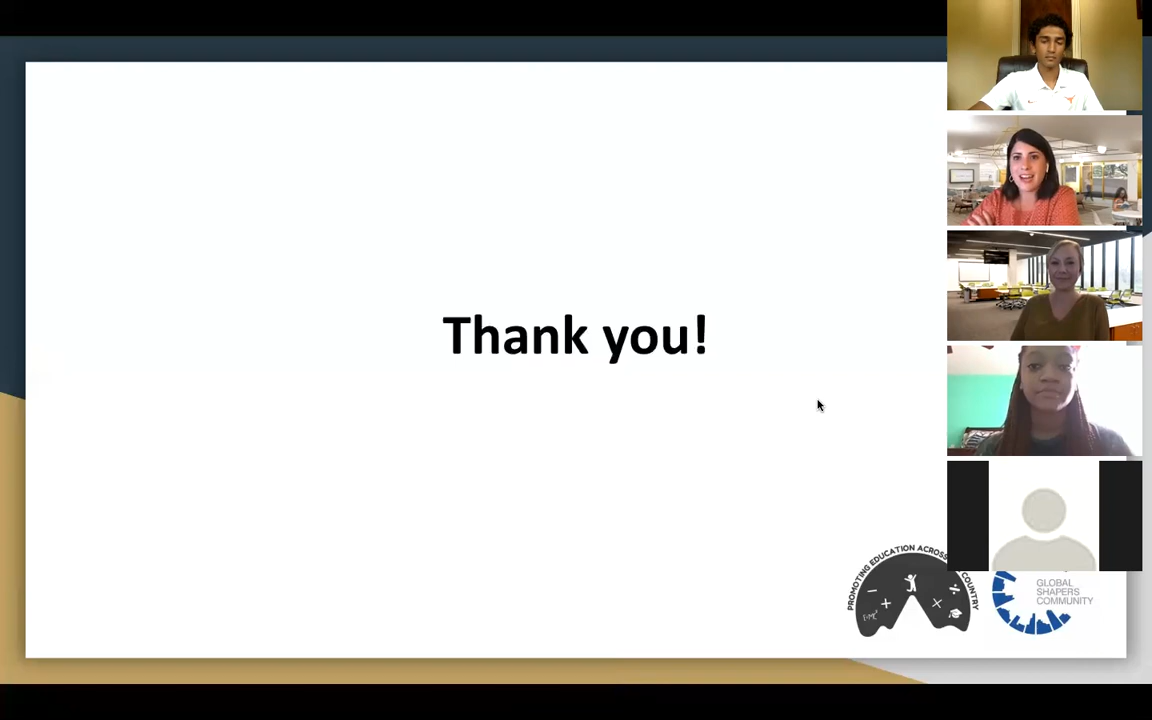 Thank you!
PROMOTING EDUCATION ACROSS
COUNTRY
GLOBAL
SHAPERS
COMMUNITY